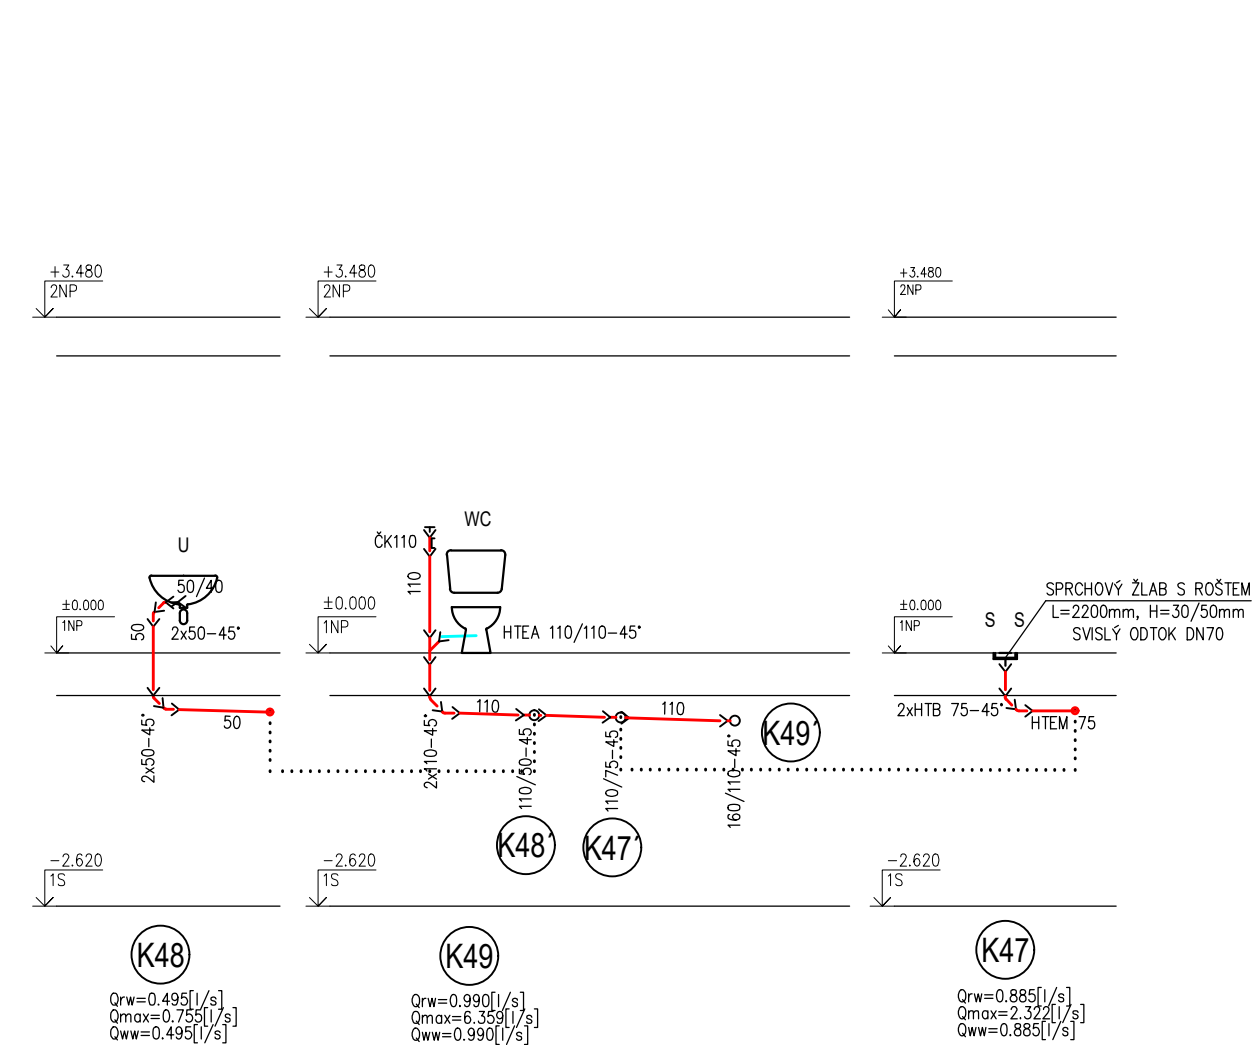 +3.480
2NP
+3.480
2NP
+3.480
2NP
U
50/40
±0.000
1NP
50
2x50-45°
2x50-45°
50
WC
ČK110
110
±0.000
1NP
HTEA 110/110-45°
110
110
2x110-45°
110/50-45°
110/75-45°
160/110-45°
K49´
K48´
K47´
SPRCHOVÝ ŽLAB S ROŠTEM
L=2200mm, H=30/50mm
SVISLÝ ODTOK DN70
±0.000
1NP
S S
2xHTB 75-45°
HTEM 75
-2.620
1S
-2.620
1S
-2.620
1S
K48
Qrw=0.495[l/s]
Qmax=0.755[l/s]
Qww=0.495[l/s]
K49
Qrw=0.990[l/s]
Qmax=6.359[l/s]
Qww=0.990[l/s]
K47
Qrw=0.885[l/s]
Qmax=2.322[l/s]
Qww=0.885[l/s]